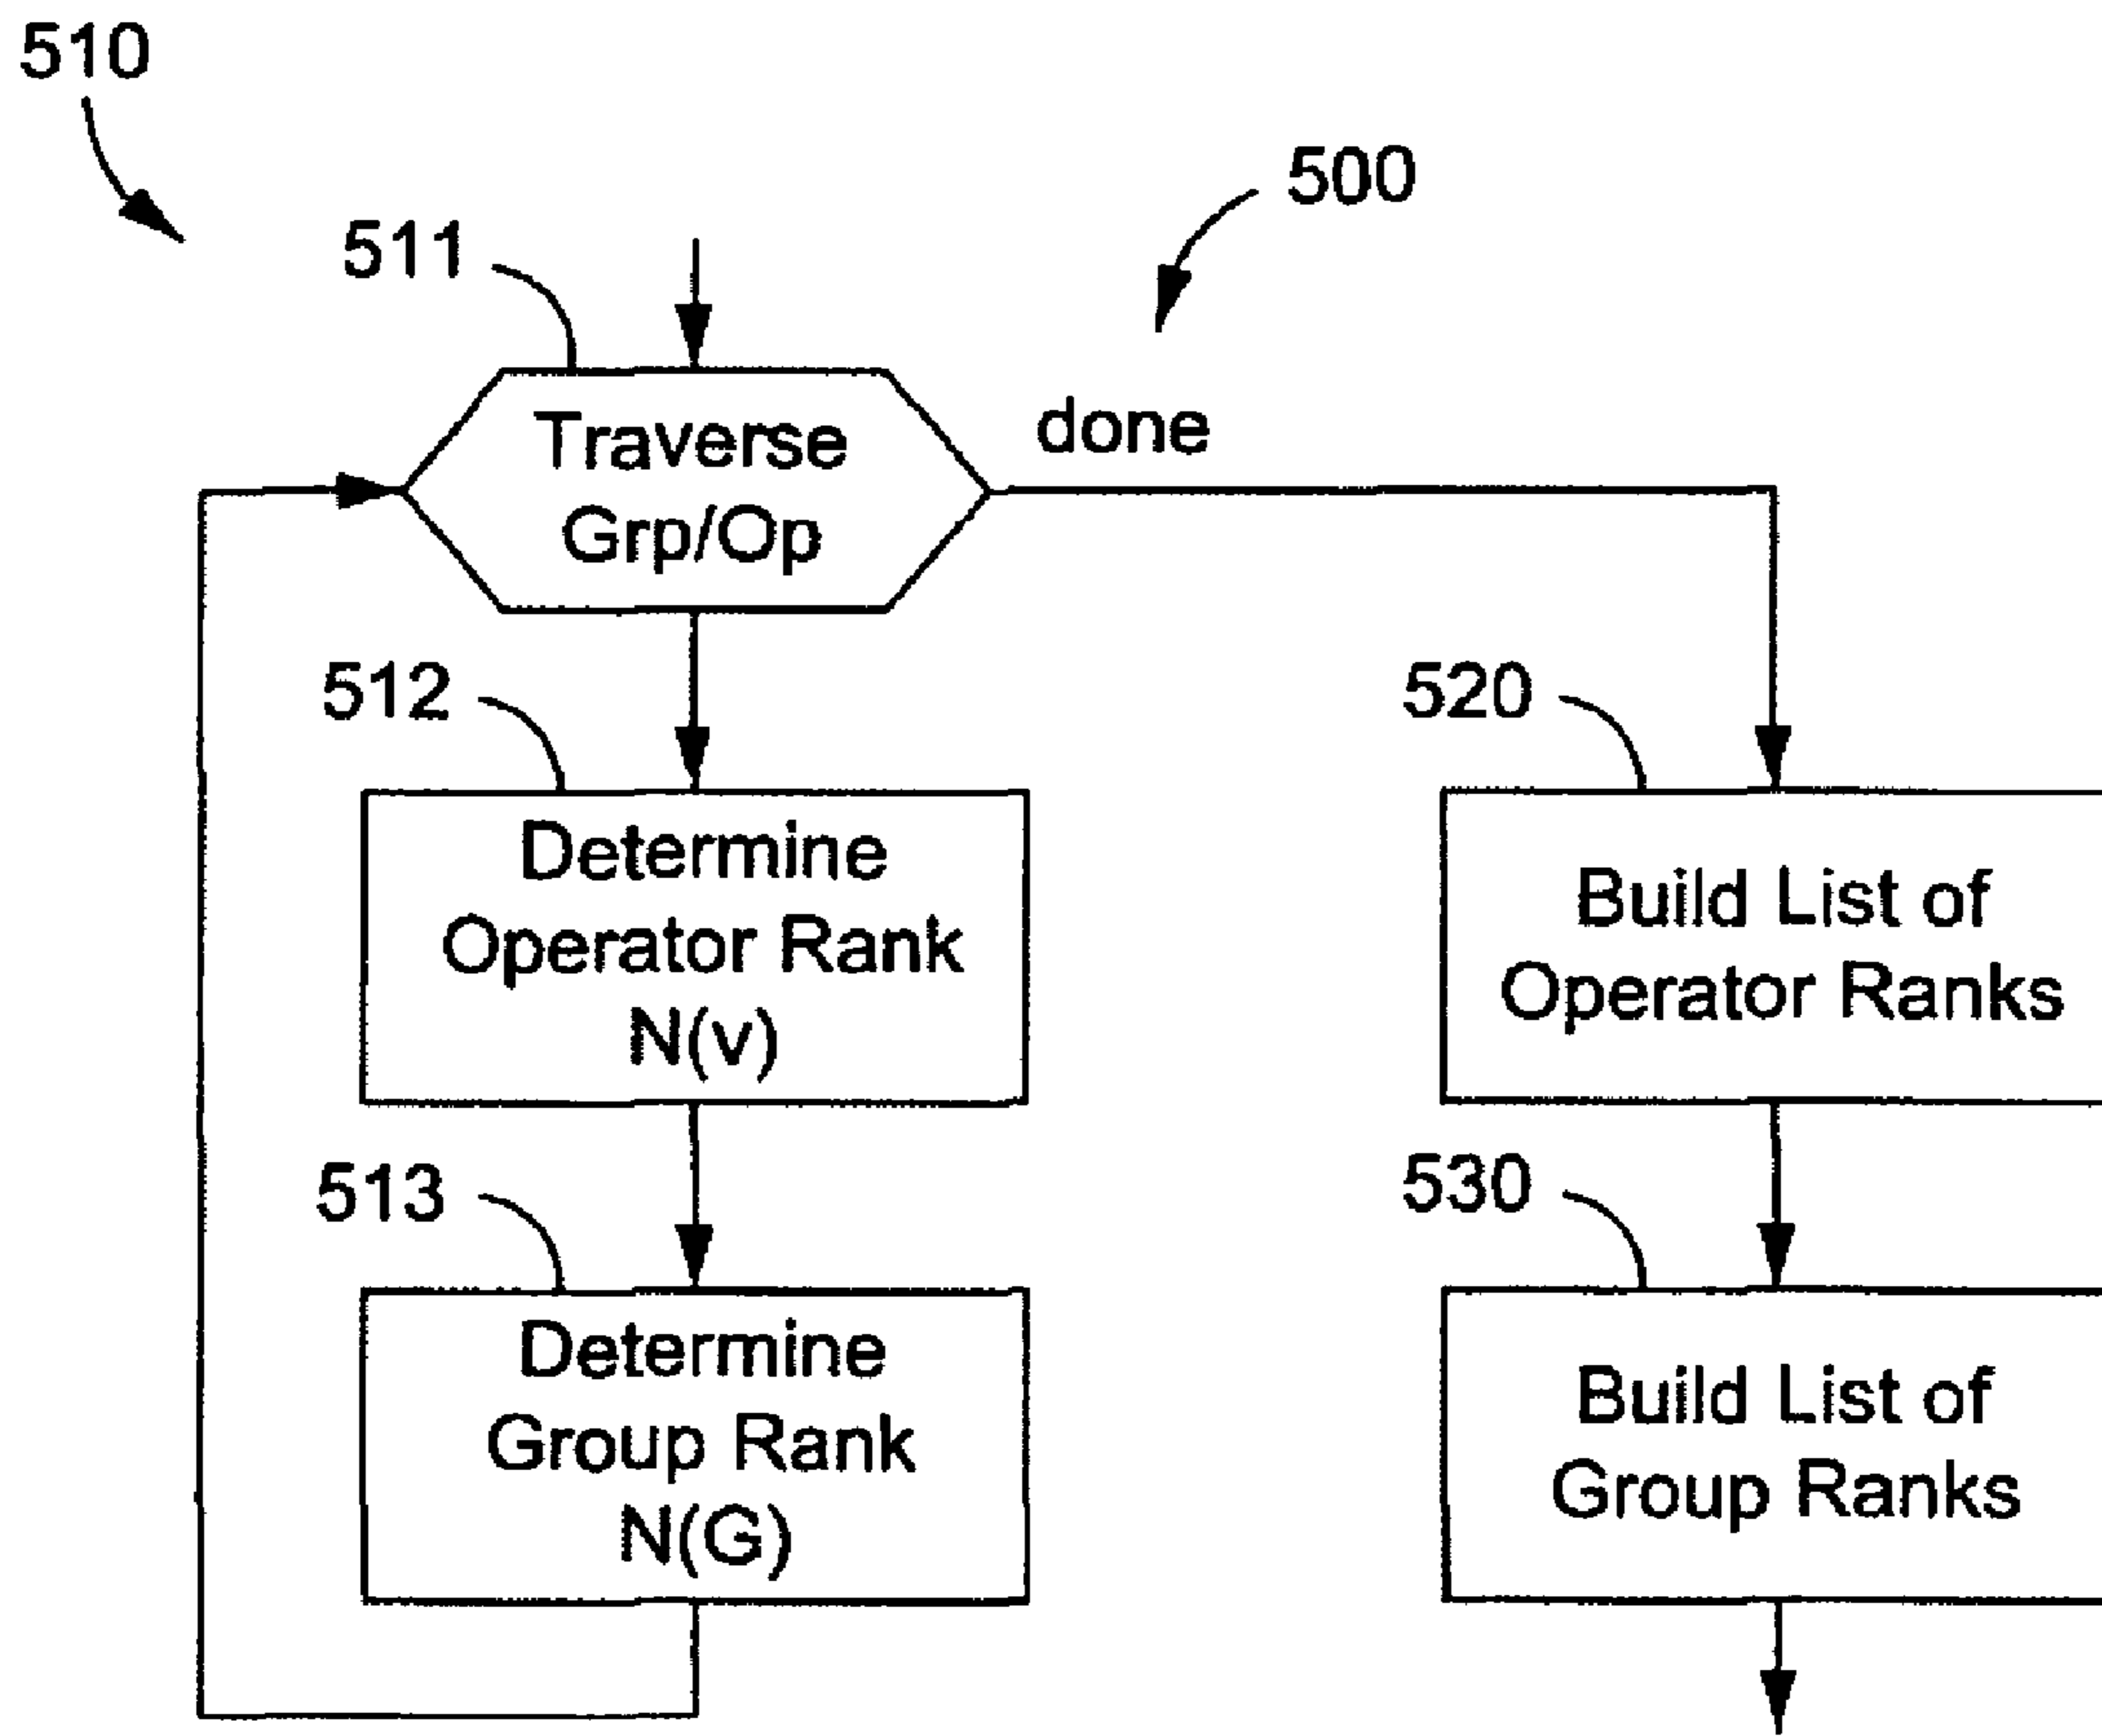 510
500
511
Traverse
Grp/Op
done
512
Determine
Operator Rank
N(v)
520
Build List of
Operator Ranks
513
Determine
Group Rank
N(G)
530
Build List of
Group Ranks